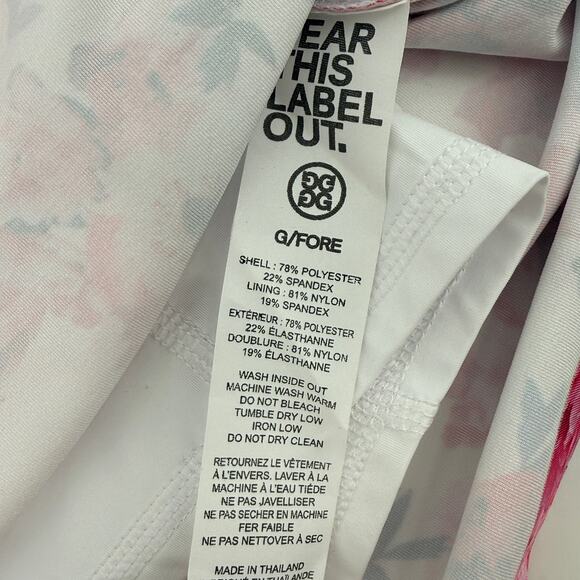 THIS
LABEL
OUT.
G/FORE
SHELL : 78% POLYESTER
22% SPANDEX
LINING : 81% NYLON
19% SPANDEX
EXTÉRIEUR : 78% POLYESTER
22% ÉLASTHANNE
DOUBLURE : 81% NYLON
19% ÉLASTHANNE
WASH INSIDE OUT
MACHINE WASH WARM
DO NOT BLEACH
TUMBLE DRY LOW
IRON LOW
DO NOT DRY CLEAN
RETOURNEZ LE VÊTEMENT
À L'ENVERS. LAVER À LA
MACHINE À L'EAU TIÉDE
NE PAS JAVELLISER
NE PAS SECHER EN MACHINE
FER FAIBLE
NE PAS NETTOVER À SEC
MADE IN THAILAND